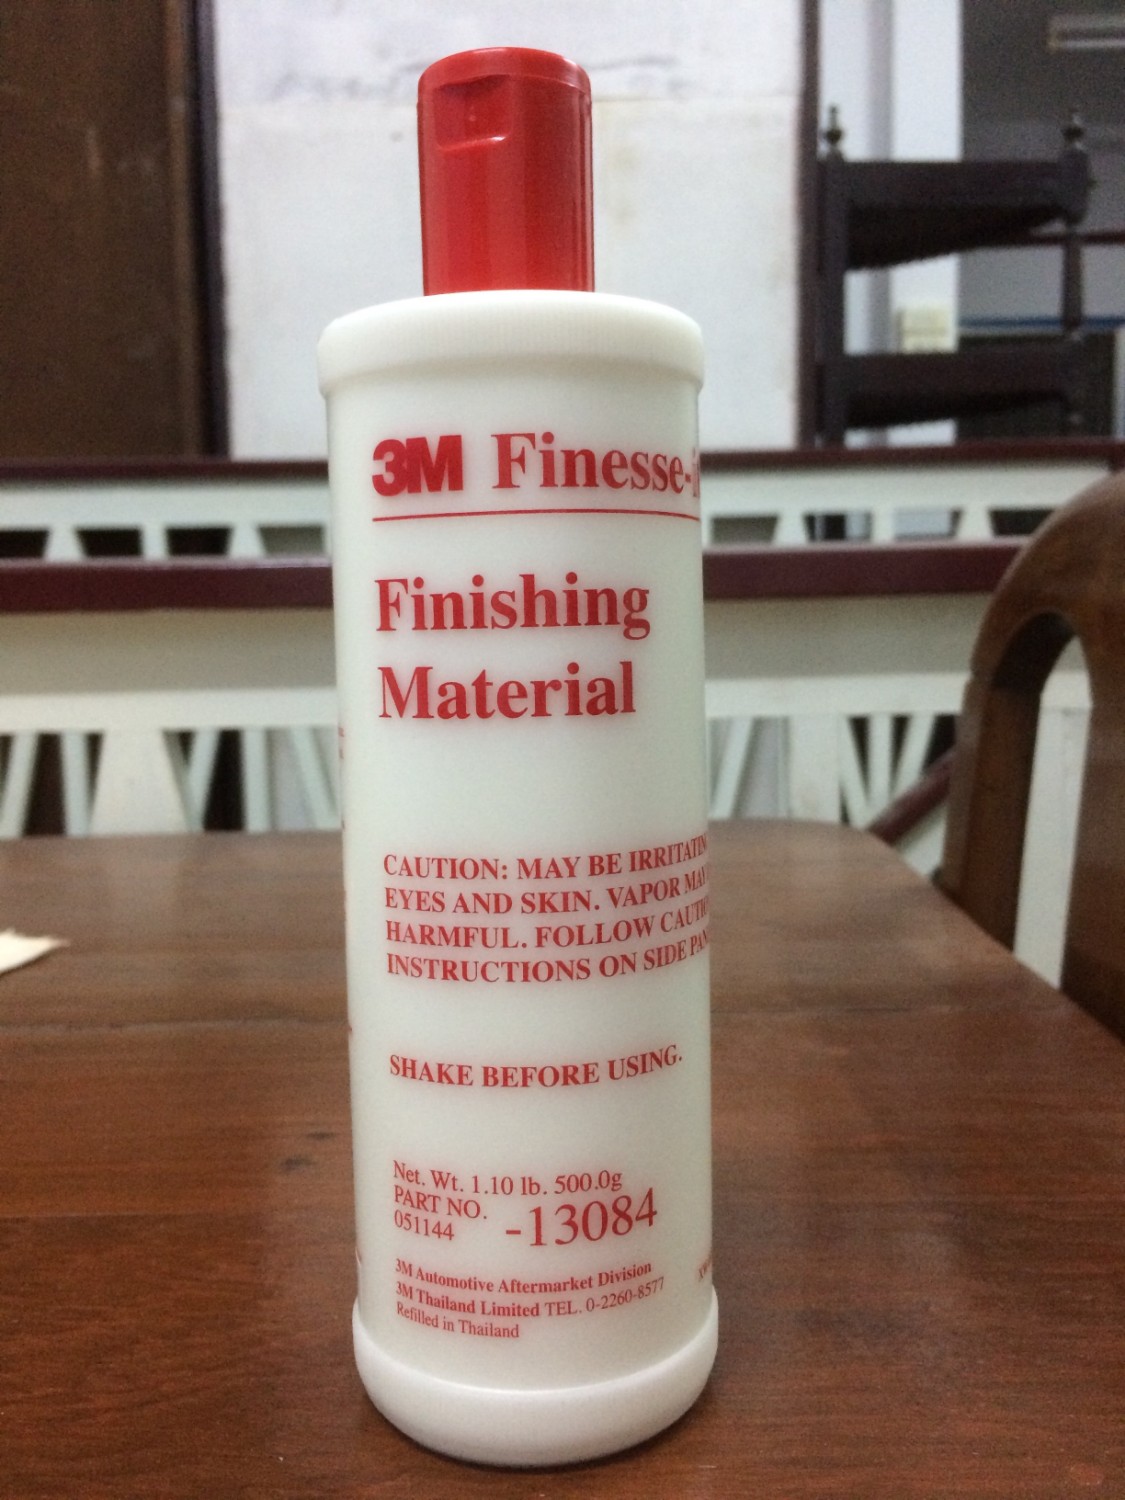 3M Finesse-i
Finishing
Material
CAUTION: MAY BE IRRITATIN
EYES AND SKIN. VAPOR MAY
HARMFUL. FOLLOW CAUTIO
INSTRUCTIONS ON SIDE PAN
SHAKE BEFORE USING.
Net. Wt. 1.10 lb. 500.0g
PART NO.
051144 -13084
3M Automotive Aftermarket Division
3M Thailand Limited TEL. 0-2260-8577
Refilled in Thailand